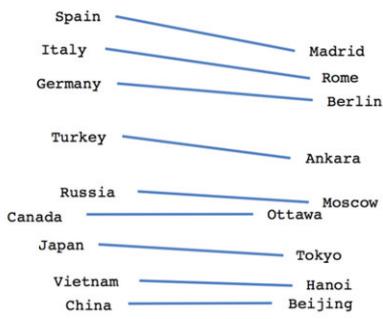 Spain
Madrid
Italy
Rome
Germany
Berlin
Turkey
Ankara
Russia
Moscow
Canada
Ottawa
Japan
Tokyo
Vietnam
Hanoi
China
Beijing